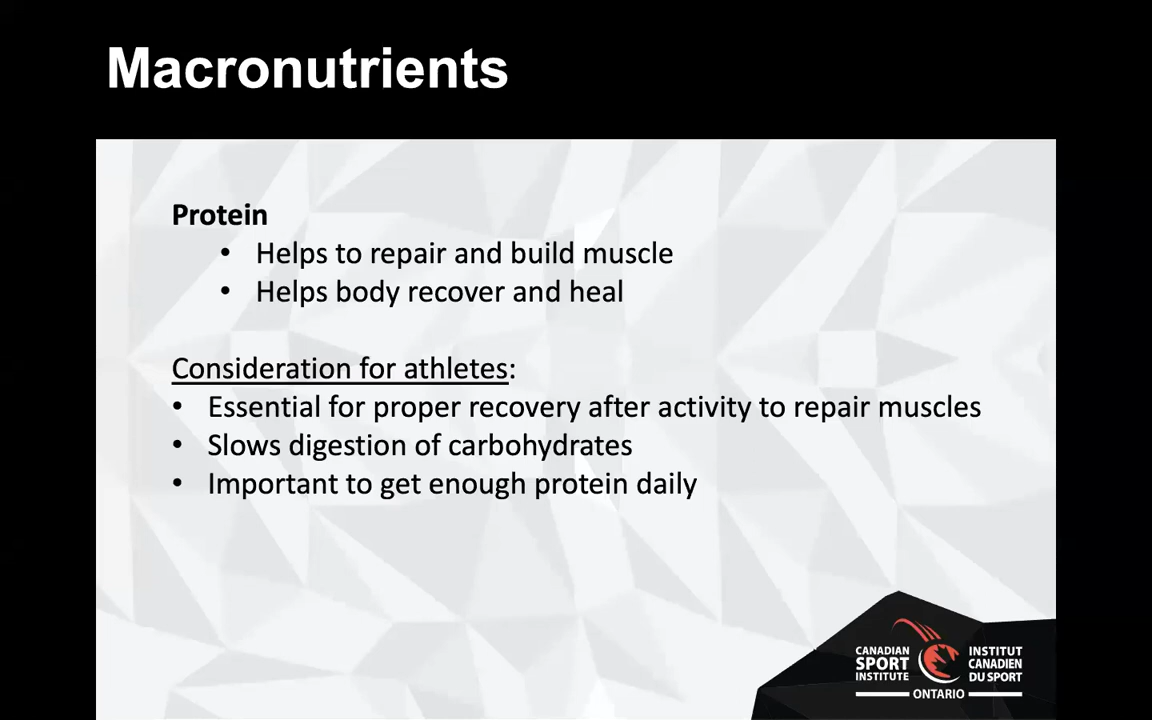 Macronutrients
Protein
• Helps to repair and build muscle
• Helps body recover and heal
Consideration for athletes:
• Essential for proper recovery after activity to repair muscles
• Slows digestion of carbohydrates
• Important to get enough protein daily
CANADIAN
SPORT
INSTITUTE
INSTITUT
CANADIEN
DU SPORT
ONTARIO